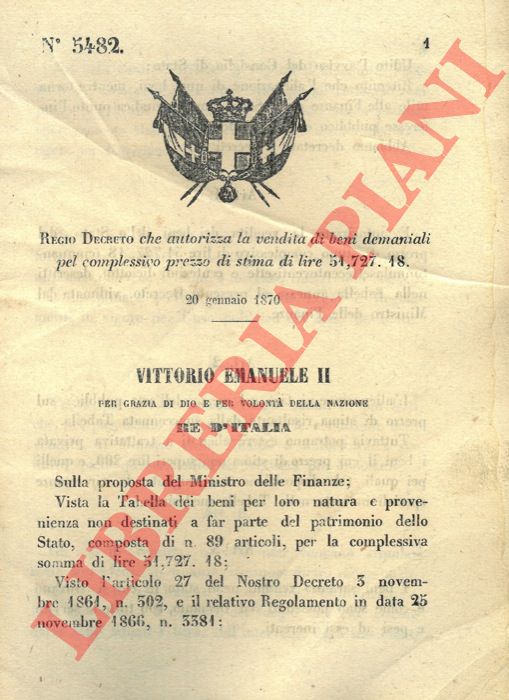 N° 5482.
1
REGIO DECRETO che autorizza la vendita di beni demaniali
pel complessivo prezzo di stima di lire 51,727. 18.
20 gennaio 1870
VITTORIO EMANUELE II
PER GRAZIA DI DIO E PER VOLONTÀ DELLA NAZIONE
RE D'ITALIA
Sulla proposta del Ministro delle Finanze;
Vista la Tabella dei beni per loro natura e prove-
nienza non destinati a far parte del patrimonio dello
Stato, composta di n. 89 articoli, per la complessiva
somma di lire 51,727. 18;
Visto l'articolo 27 del Nostro Decreto 3 novem-
bre 1861, n. 302, e il relativo Regolamento in data 25
novembre 1866, n. 3381;
LIBRERIA PIANI